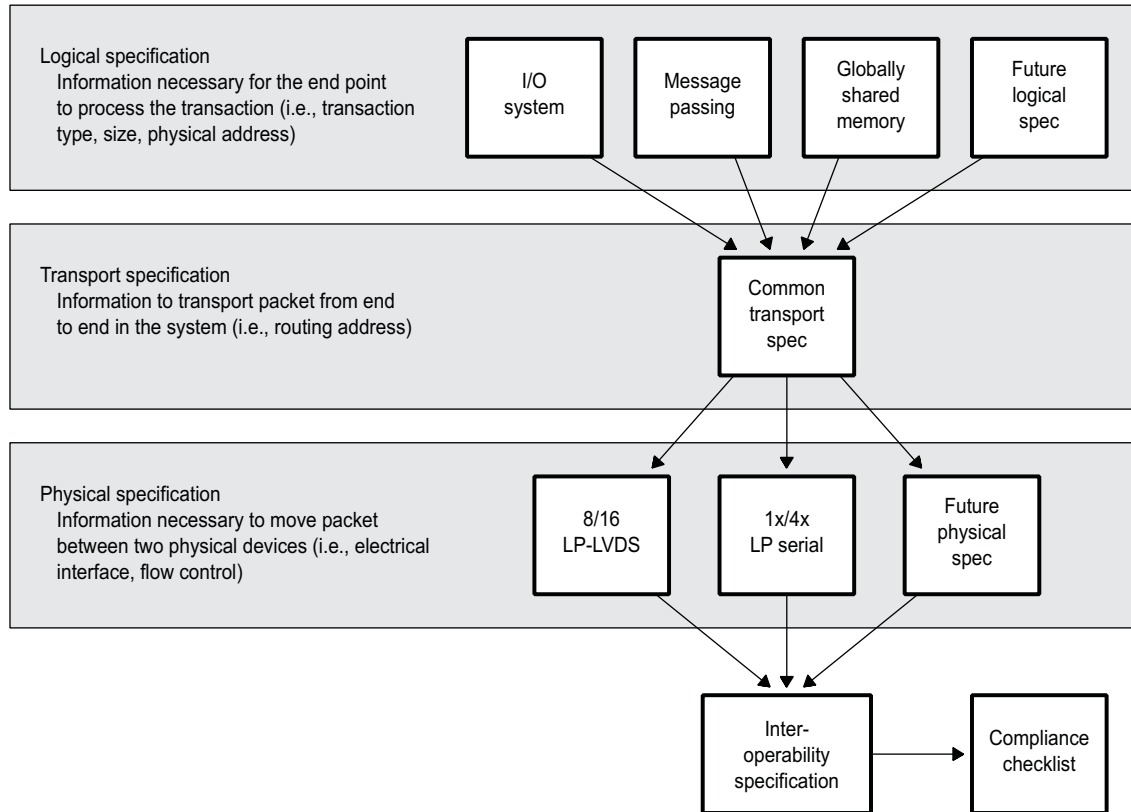 Logical specification
Information necessary for the end point
to process the transaction (i.e., transaction
type, size, physical address)
I/O
system
Message
passing
Globally
shared
memory
Future
logical
spec
Transport specification
Information to transport packet from end
to end in the system (i.e., routing address)
Common
transport
spec
Physical specification
Information necessary to move packet
between two physical devices (i.e., electrical
interface, flow control)
8/16
LP-LVDS
1x/4x
LP serial
Future
physical
spec
Inter-
operability
specification
Compliance
checklist